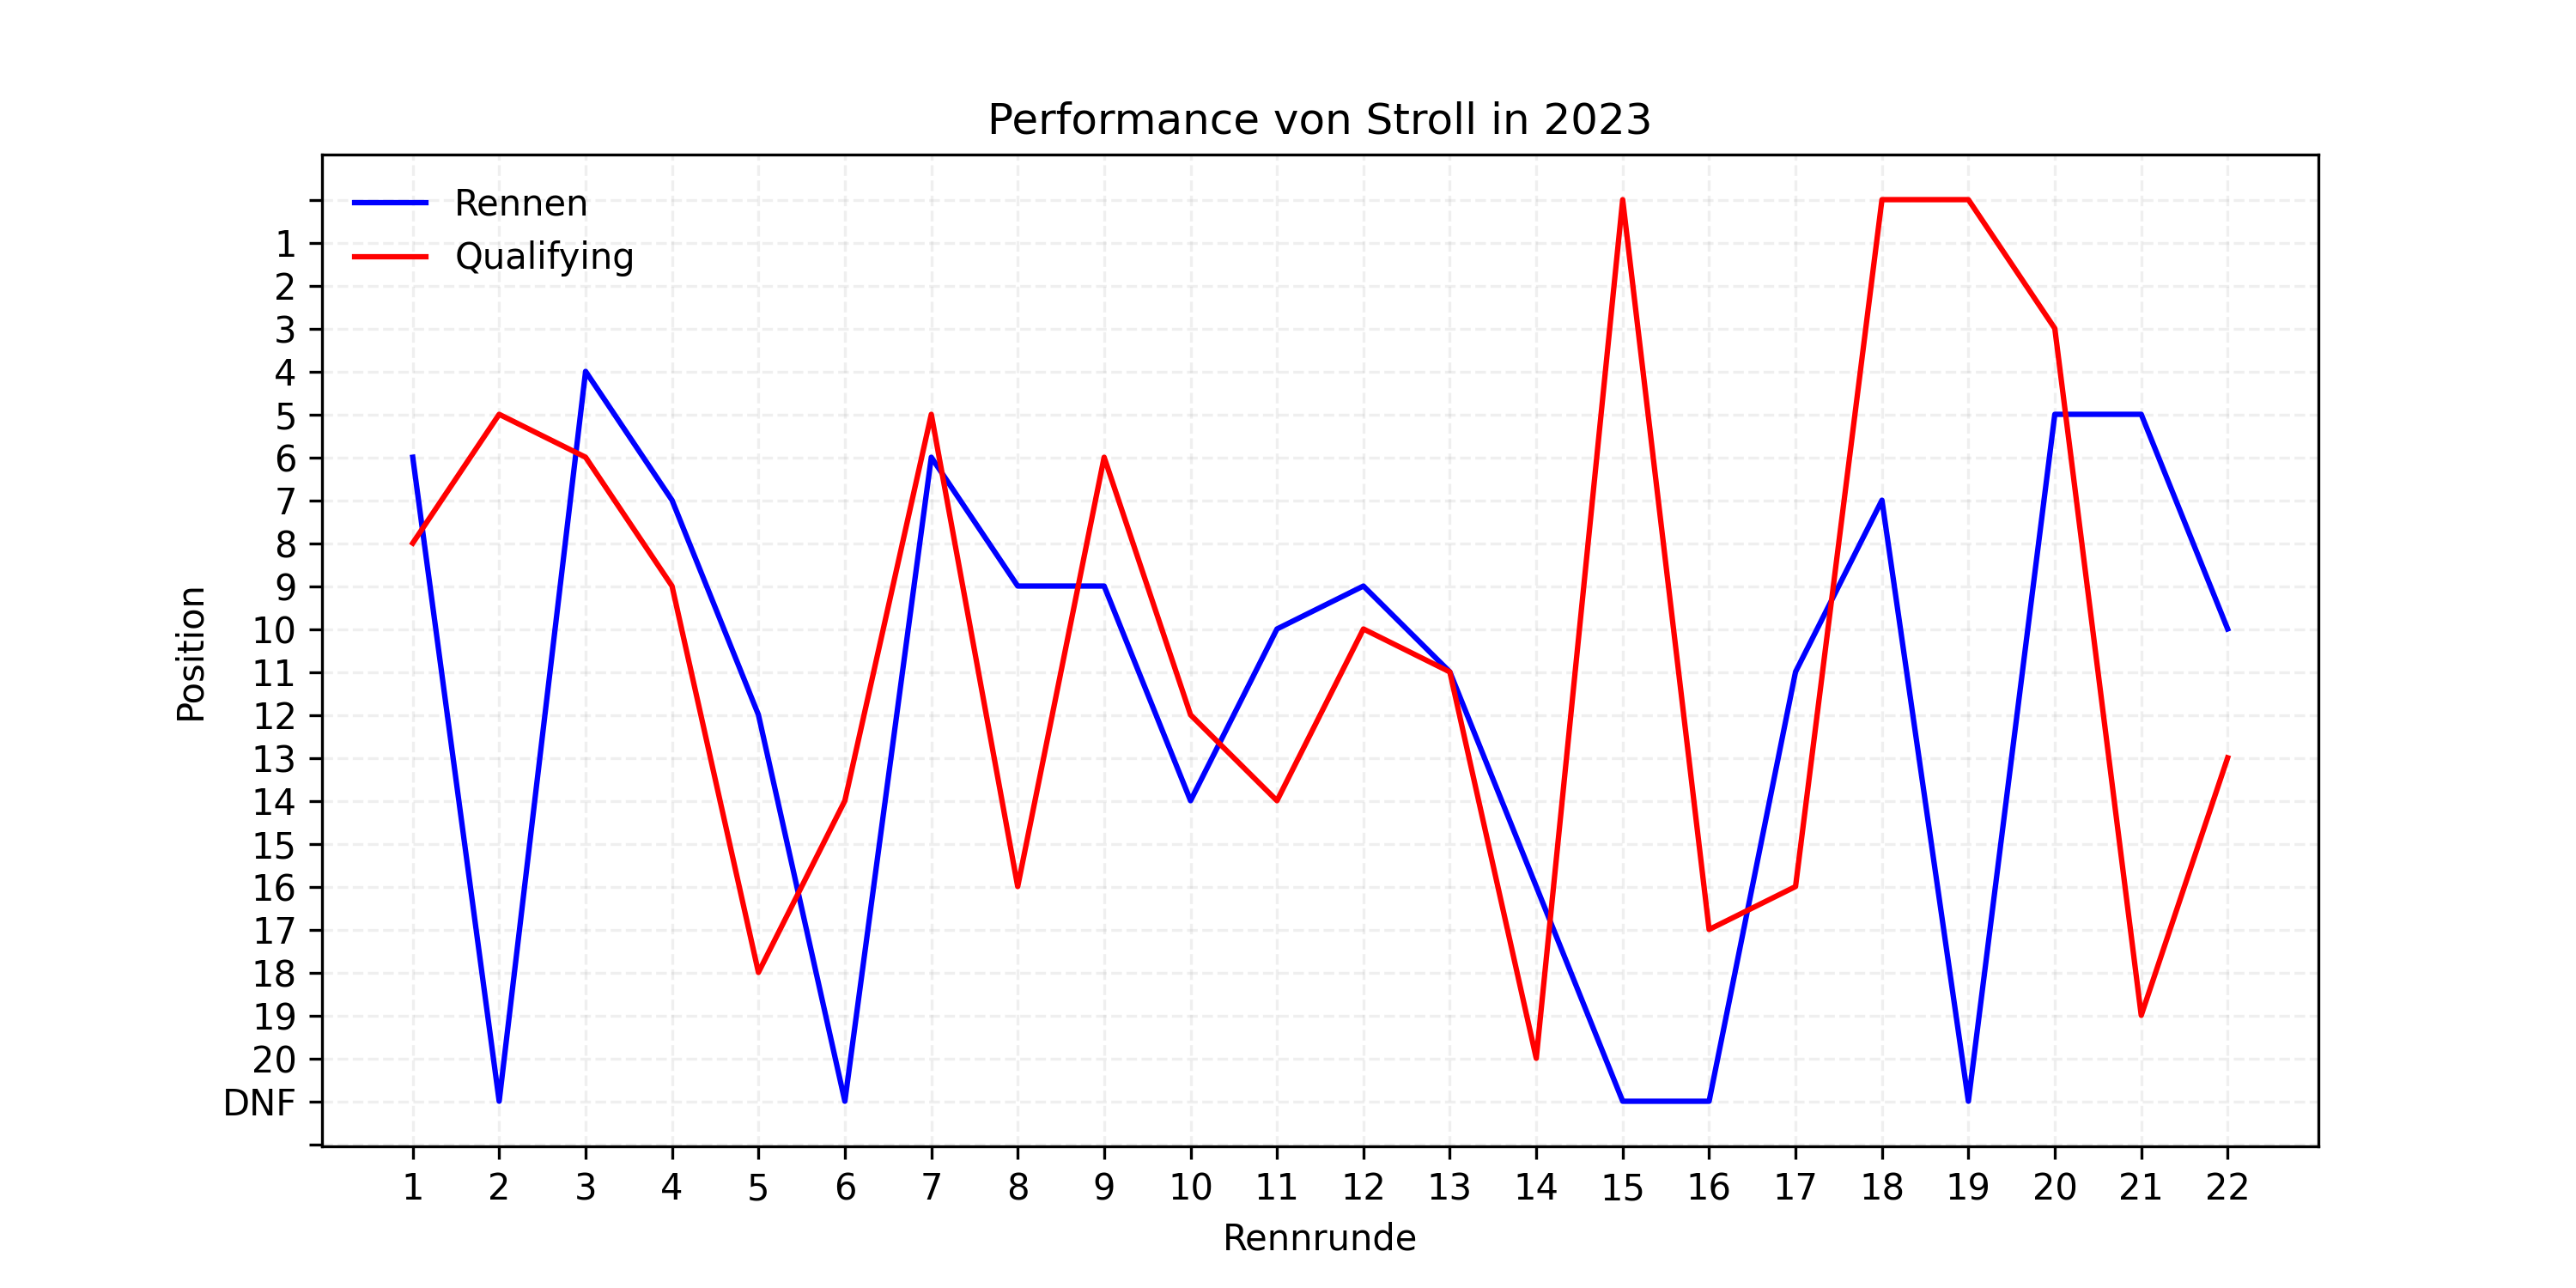 Performance von Stroll in 2023
Rennen
Qualifying
1
2
3
4
5
6
7
8
9
10
11
12
13
14
15
16
17
18
19
20
DNF
Position
1 2 3 4 5 6 7 8 9 10 11 12 13 14 15 16 17 18 19 20 21 22
Rennrunde